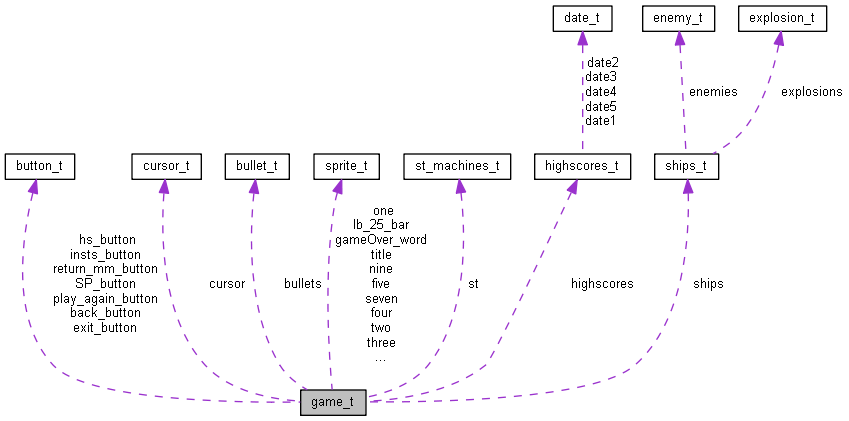 date_t
enemy_t
explosion_t
date2
date3
date4
date5
date1
enemies
explosions
button_t
cursor_t
bullet_t
sprite_t
st_machines_t
highscores_t
ships_t
hs_button
insts_button
return_mm_button
SP_button
play_again_button
back_button
exit_button
cursor
bullets
one
lb_25_bar
gameOver_word
title
nine
five
seven
four
two
three
...
st
highscores
ships
game_t